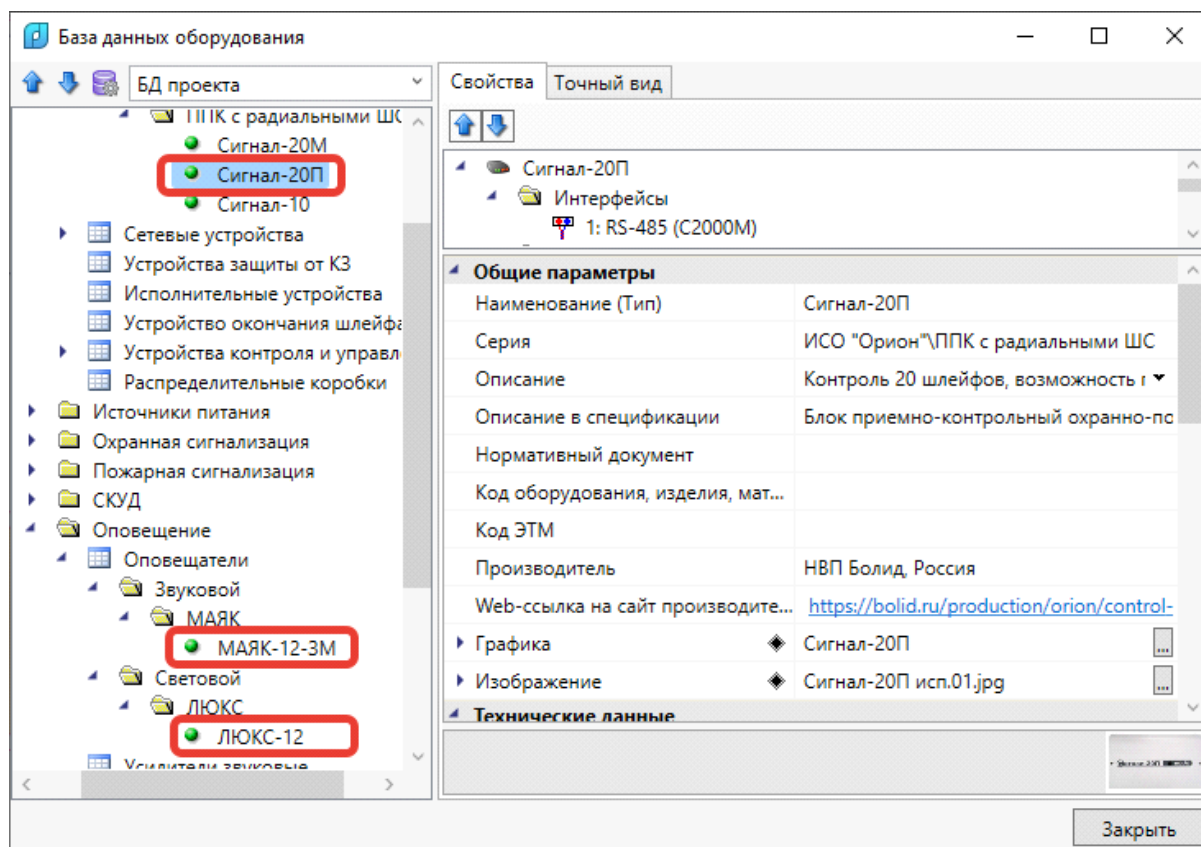 База данных оборудования
БД проекта
ППК с радиальными ШС
Сигнал-20М
Сигнал-20П
Сигнал-10
Сетевые устройства
Устройства защиты от КЗ
Исполнительные устройства
Устройство окончания шлейфа
Устройства контроля и управл
Распределительные коробки
Источники питания
Охранная сигнализация
Пожарная сигнализация
СКУД
Оповещение
Оповещатели
Звуковой
МАЯК
МАЯК-12-3М
Световой
ЛЮКС
ЛЮКС-12
Усилители звуковые
Свойства
Точный вид
Сигнал-20П
Интерфейсы
1: RS-485 (С2000М)
Общие параметры
Наименование (Тип) Сигнал-20П
Серия ИСО "Орион"\ППК с радиальными ШС
Описание Контроль 20 шлейфов, возможность г
Описание в спецификации Блок приемно-контрольный охранно-по
Нормативный документ
Код оборудования, изделия, мат...
Код ЭТМ
Производитель НВП Болид, Россия
Web-ссылка на сайт производите... https://bolid.ru/production/orion/control-
Графика Сигнал-20П ...
Изображение Сигнал-20П исп.01.jpg ...
Технические данные
Закрыть